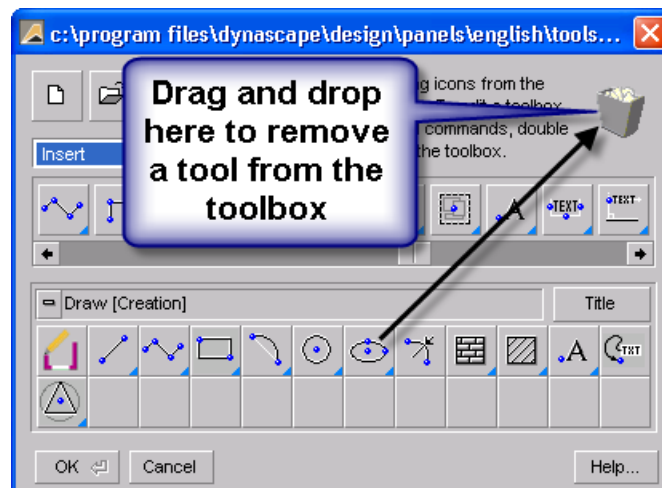 c:\program files\dynascape\design\panels\english\tools...
Drag and drop
here to remove
a tool from the
toolbox
icons from the
commands, double
the toolbox.
Insert
A
TEXT
TEXT
Draw [Creation]
Title
A
TXT
OK
Cancel
Help...